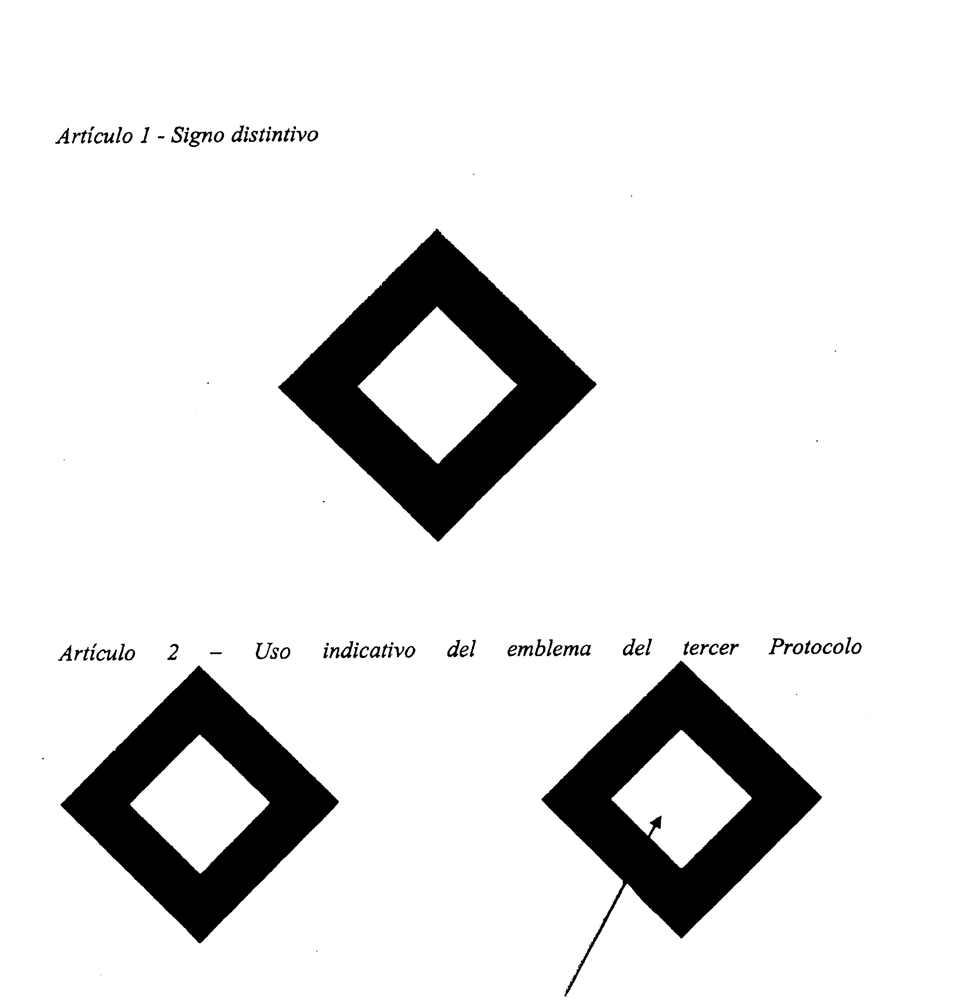 Artículo 1 - Signo distintivo
Artículo 2 — Uso indicativo del emblema del tercer Protocolo